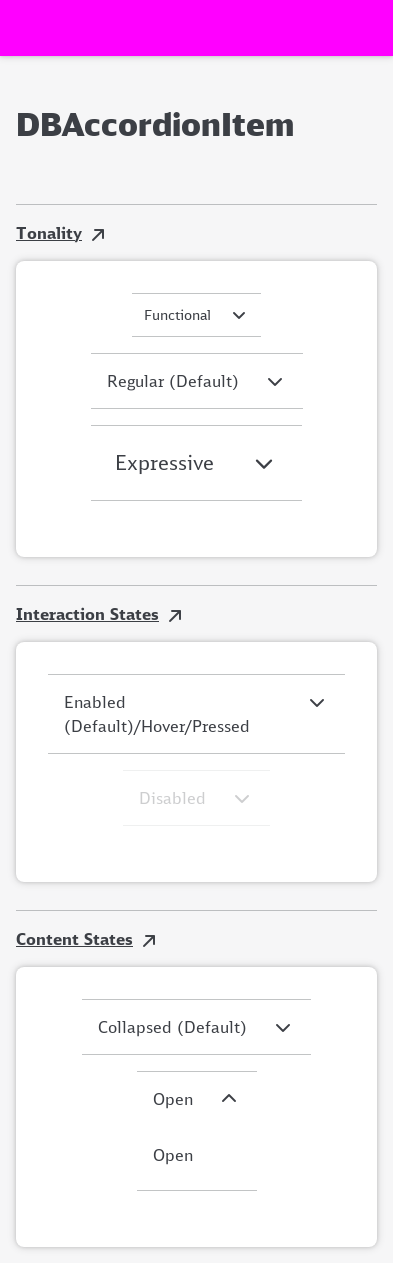 DBAccordionItem
Tonality
Functional
Regular (Default)
Expressive
Interaction States
Enabled
(Default)/Hover/Pressed
Disabled
Content States
Collapsed (Default)
Open
Open